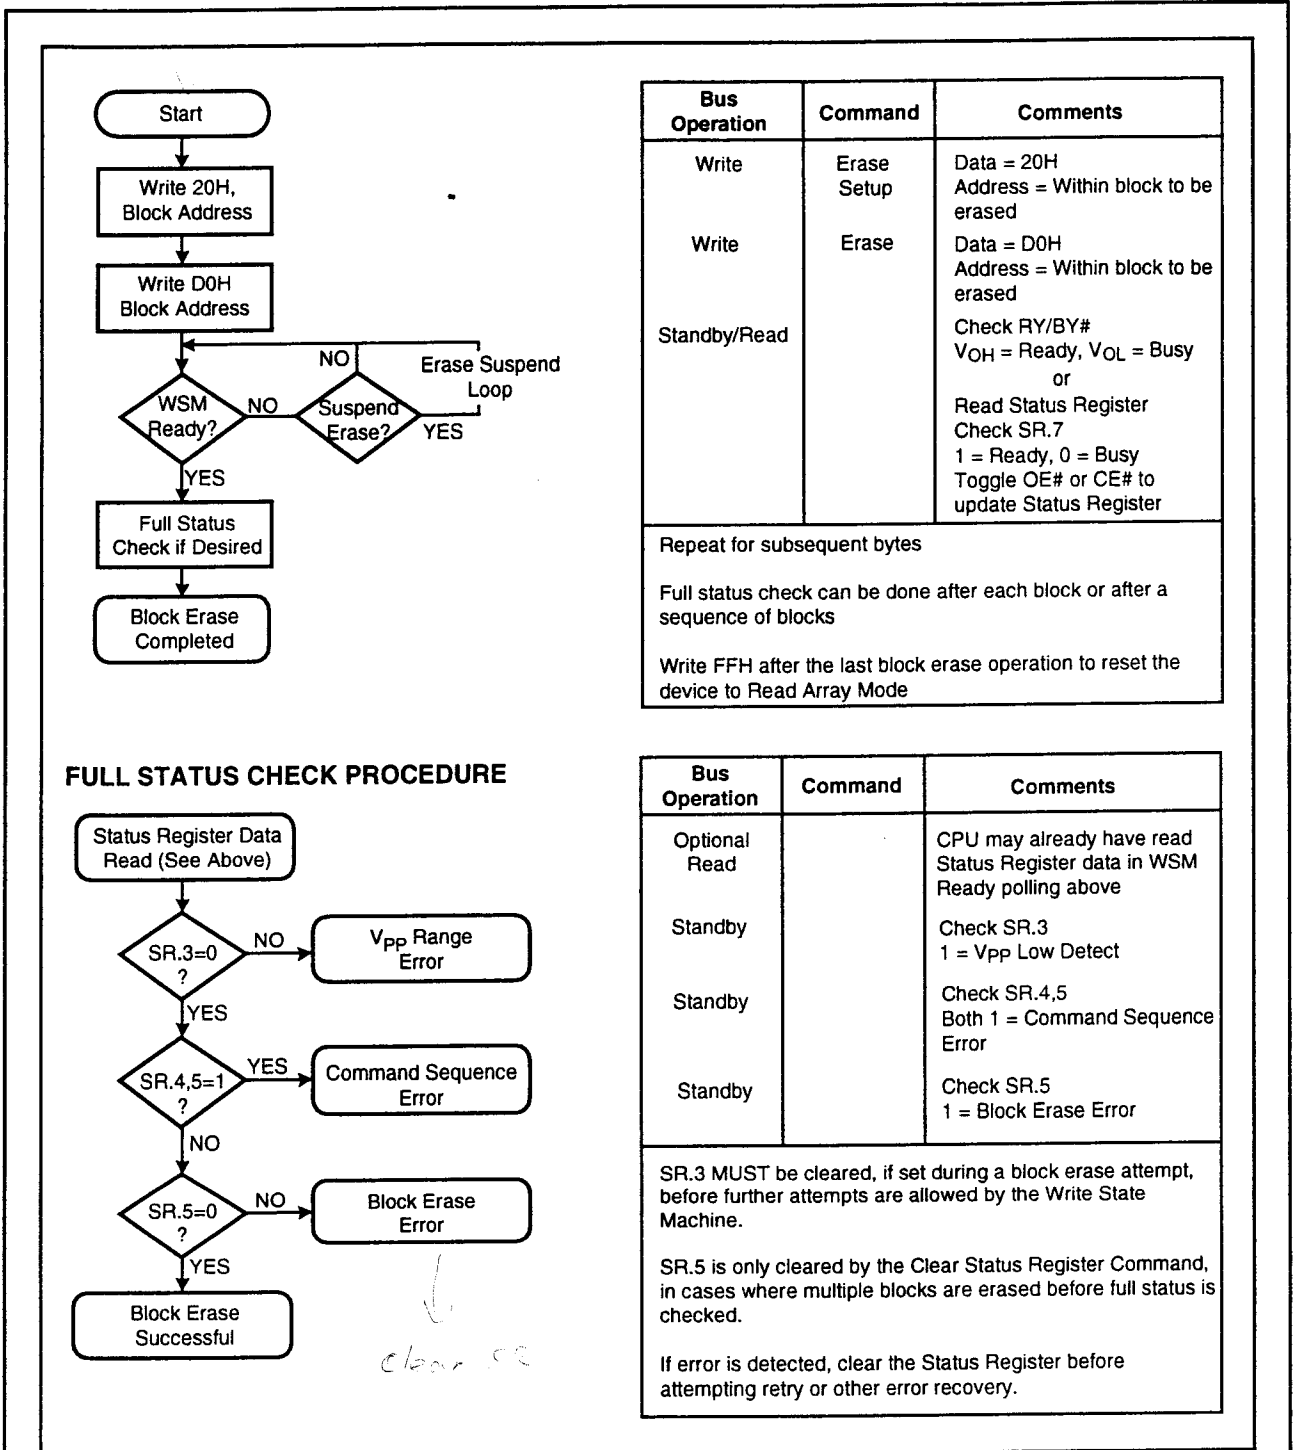 Start
Write 20H,
Block Address
Write D0H
Block Address
NO
Erase Suspend
Loop
WSM
Ready?
NO
Suspend
Erase?
YES
YES
Full Status
Check if Desired
Block Erase
Completed
Bus
Operation
Command
Comments
Write
Erase
Setup
Data = 20H
Address = Within block to be
erased
Write
Erase
Data = D0H
Address = Within block to be
erased
Standby/Read
Check RY/BY#
VOH = Ready, VOL = Busy
or
Read Status Register
Check SR.7
1 = Ready, 0 = Busy
Toggle OE# or CE# to
update Status Register
Repeat for subsequent bytes
Full status check can be done after each block or after a
sequence of blocks
Write FFH after the last block erase operation to reset the
device to Read Array Mode
FULL STATUS CHECK PROCEDURE
Status Register Data
Read (See Above)
SR.3=0
?
NO
VPP Range
Error
YES
SR.4,5=1
?
YES
Command Sequence
Error
NO
SR.5=0
?
NO
Block Erase
Error
YES
Block Erase
Successful
clear SR
Bus
Operation
Command
Comments
Optional
Read
CPU may already have read
Status Register data in WSM
Ready polling above
Standby
Check SR.3
1 = VPP Low Detect
Standby
Check SR.4,5
Both 1 = Command Sequence
Error
Standby
Check SR.5
1 = Block Erase Error
SR.3 MUST be cleared, if set during a block erase attempt,
before further attempts are allowed by the Write State
Machine.
SR.5 is only cleared by the Clear Status Register Command,
in cases where multiple blocks are erased before full status is
checked.
If error is detected, clear the Status Register before
attempting retry or other error recovery.